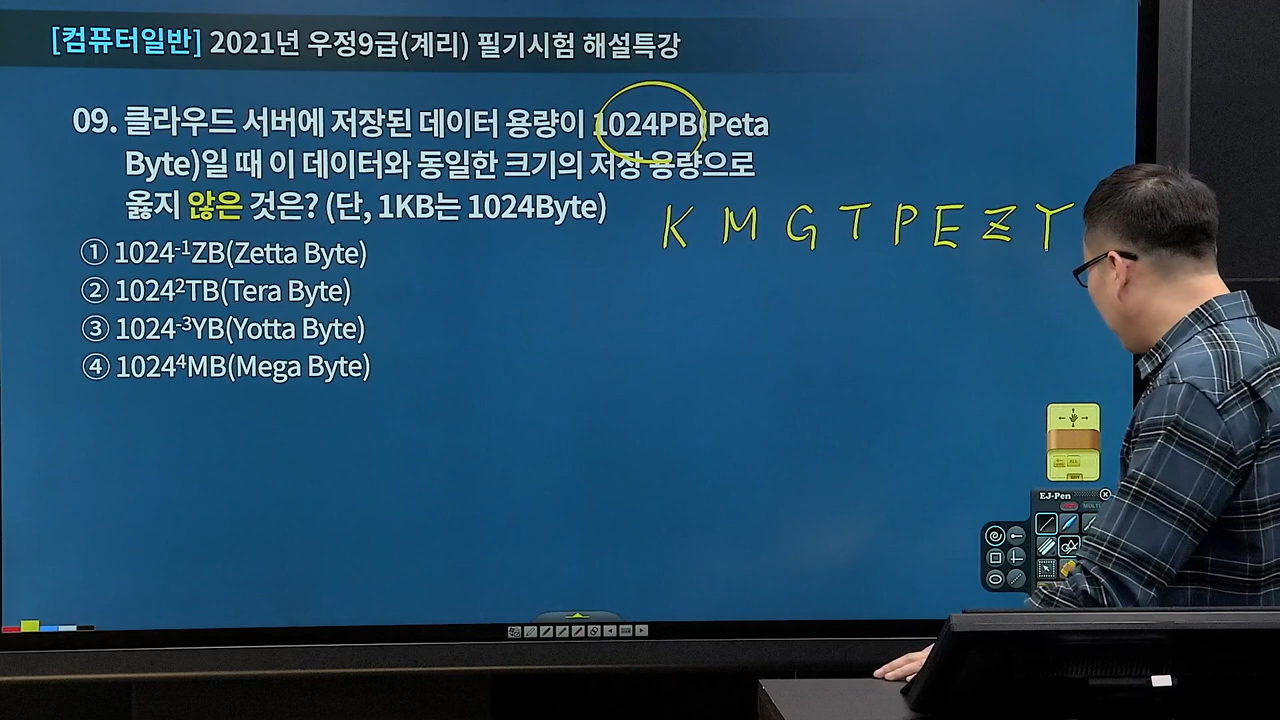 [컴퓨터일반] 2021년 우정9급(계리) 필기시험 해설특강
09. 클라우드 서버에 저장된 데이터 용량이 1024PB(Peta
Byte)일 때 이 데이터와 동일한 크기의 저장 용량으로
옳지 않은 것은? (단, 1KB는 1024Byte)
K M G T P E Z Y
① 1024⁻¹ZB(Zetta Byte)
② 1024²TB(Tera Byte)
③ 1024⁻³YB(Yotta Byte)
④ 1024⁴MB(Mega Byte)
EJ-Pen